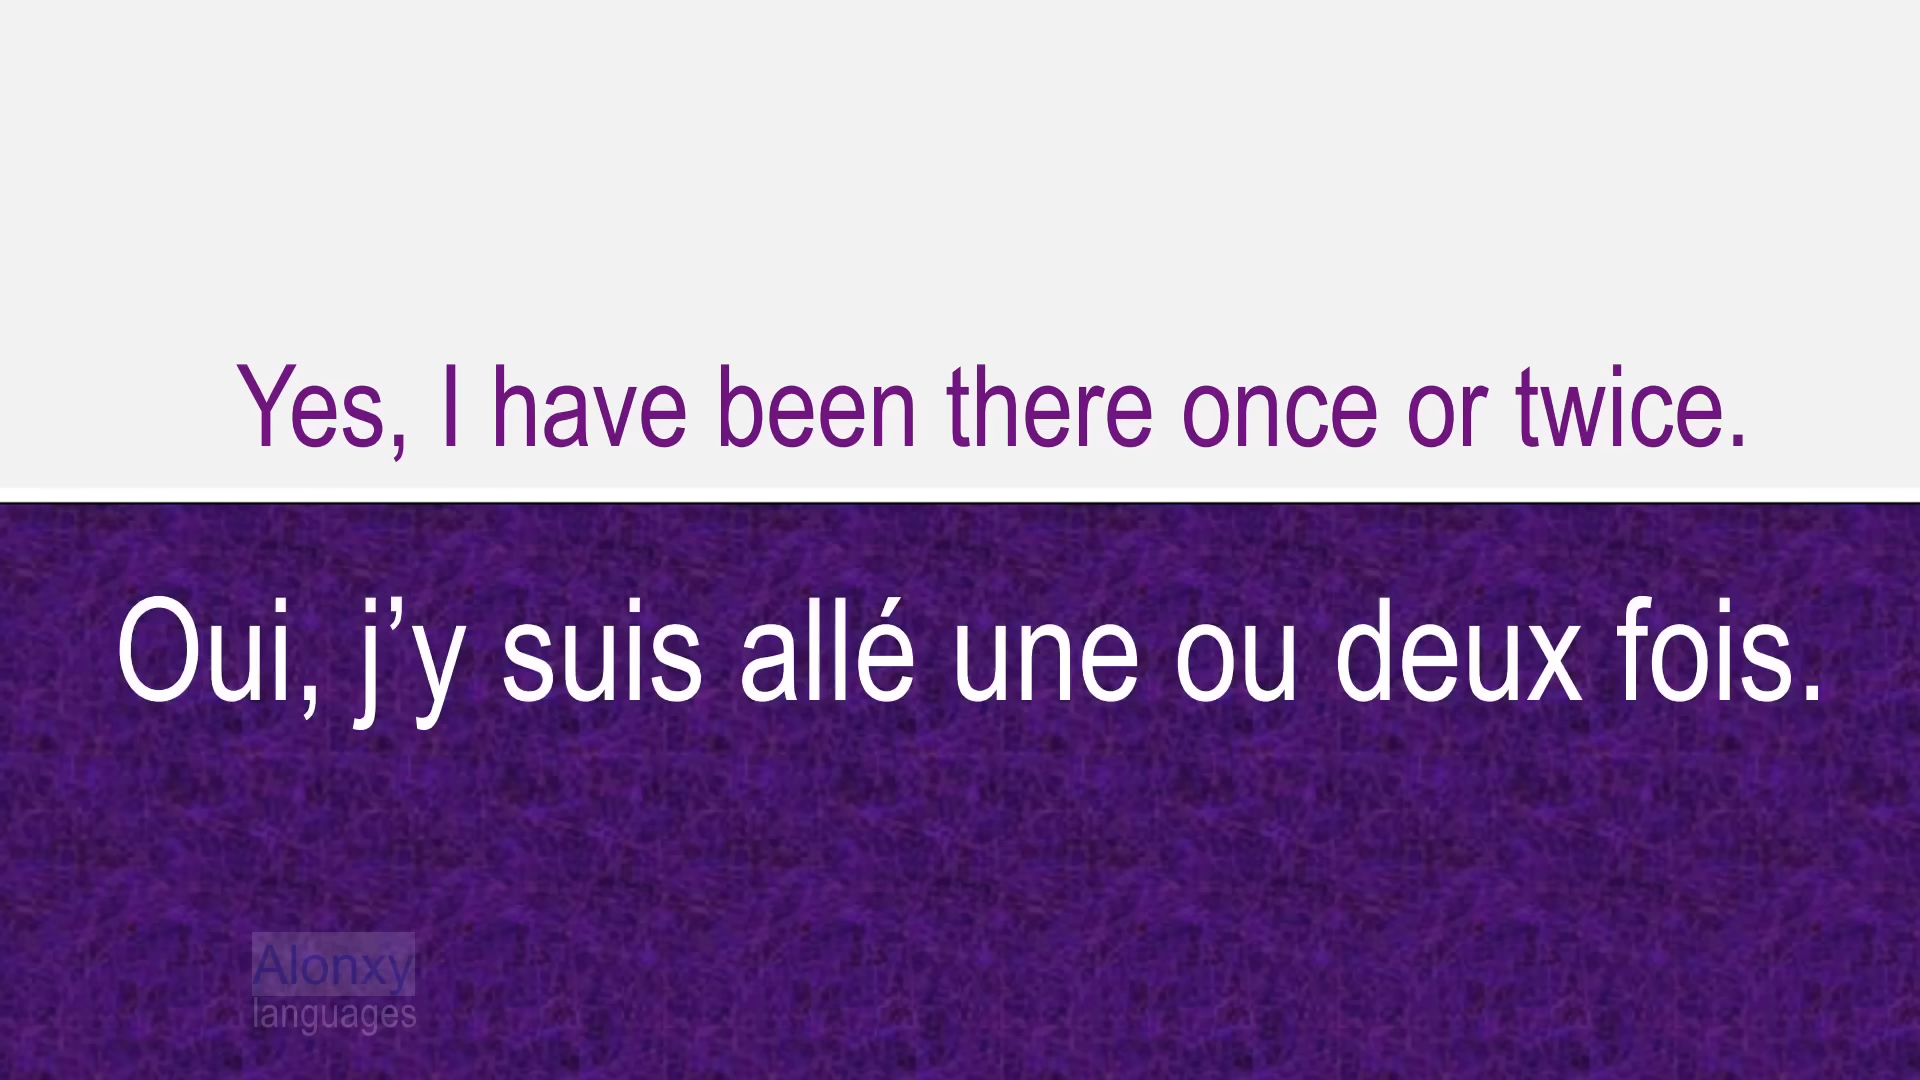 Yes, I have been there once or twice.
Oui, j’y suis allé une ou deux fois.
Alonxy
languages